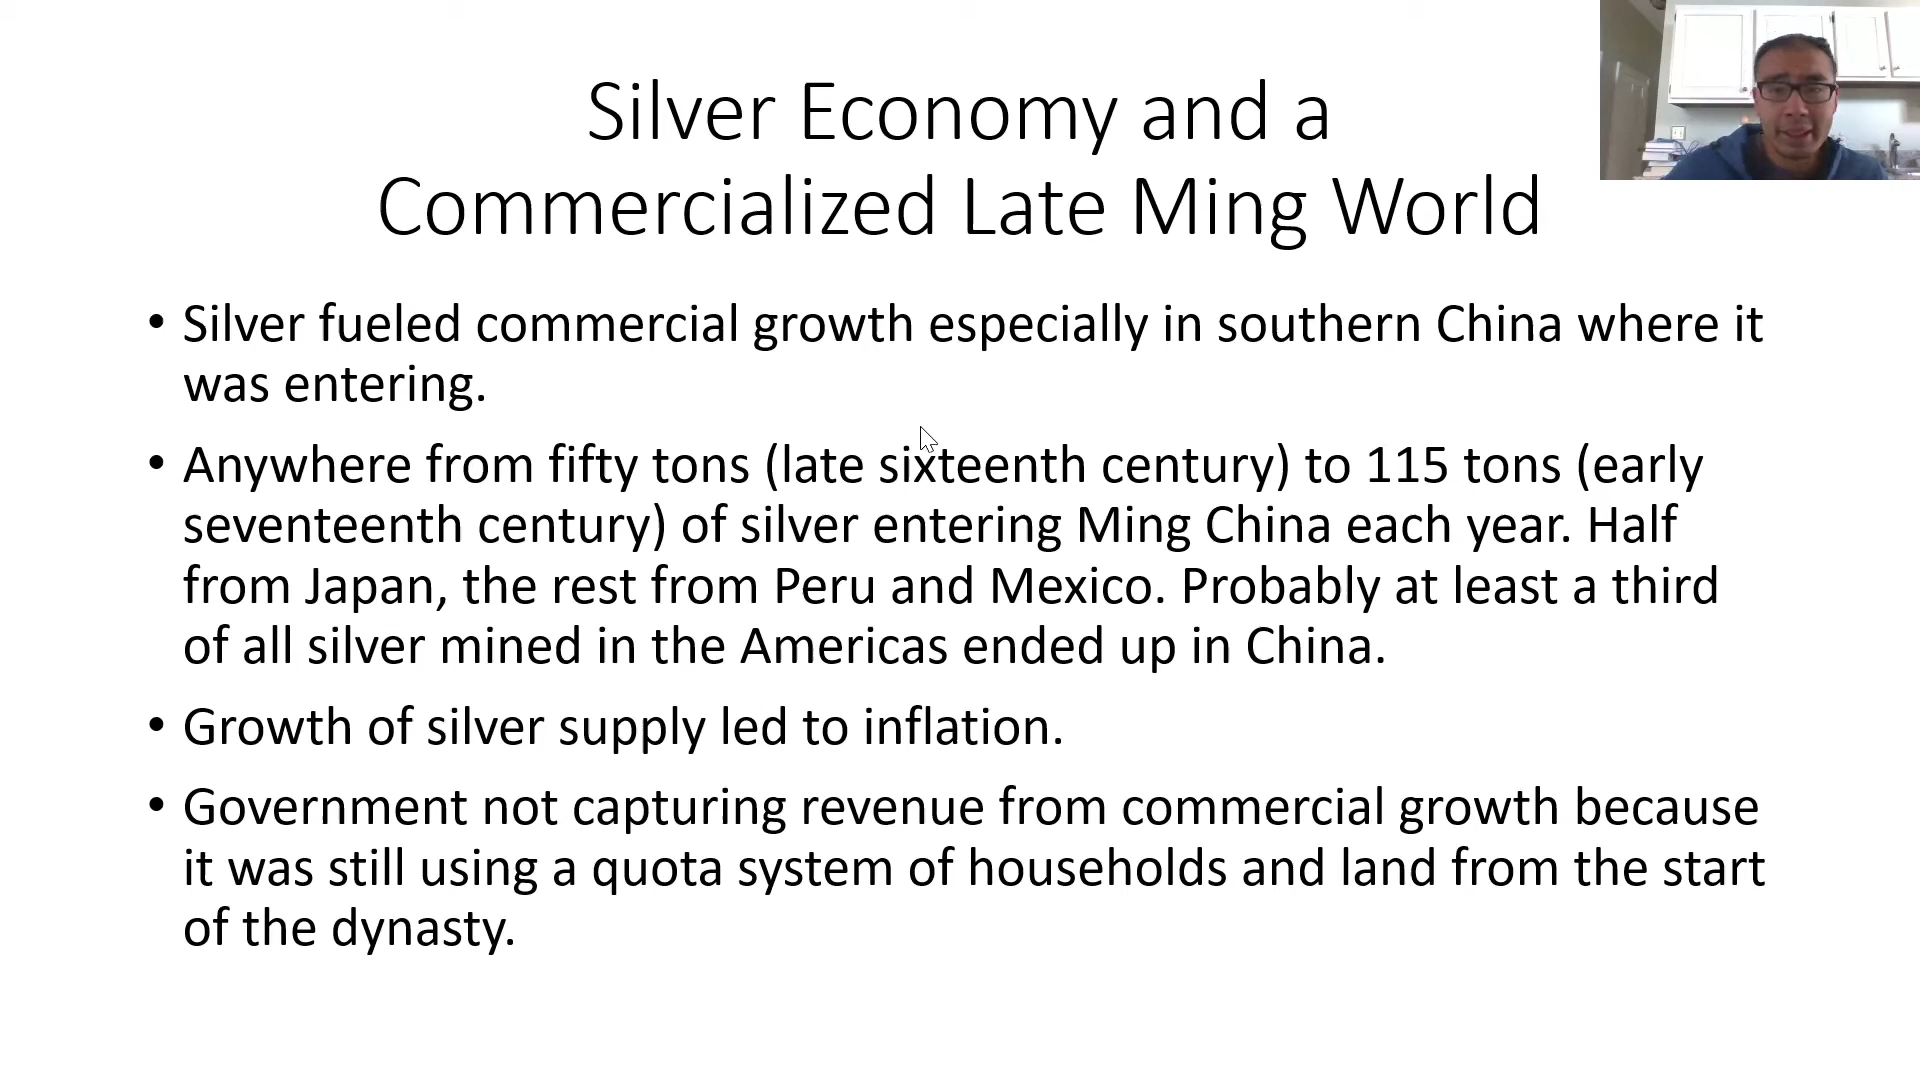 Silver Economy and a
Commercialized Late Ming World
• Silver fueled commercial growth especially in southern China where it
was entering.
• Anywhere from fifty tons (late sixteenth century) to 115 tons (early
seventeenth century) of silver entering Ming China each year. Half
from Japan, the rest from Peru and Mexico. Probably at least a third
of all silver mined in the Americas ended up in China.
• Growth of silver supply led to inflation.
• Government not capturing revenue from commercial growth because
it was still using a quota system of households and land from the start
of the dynasty.